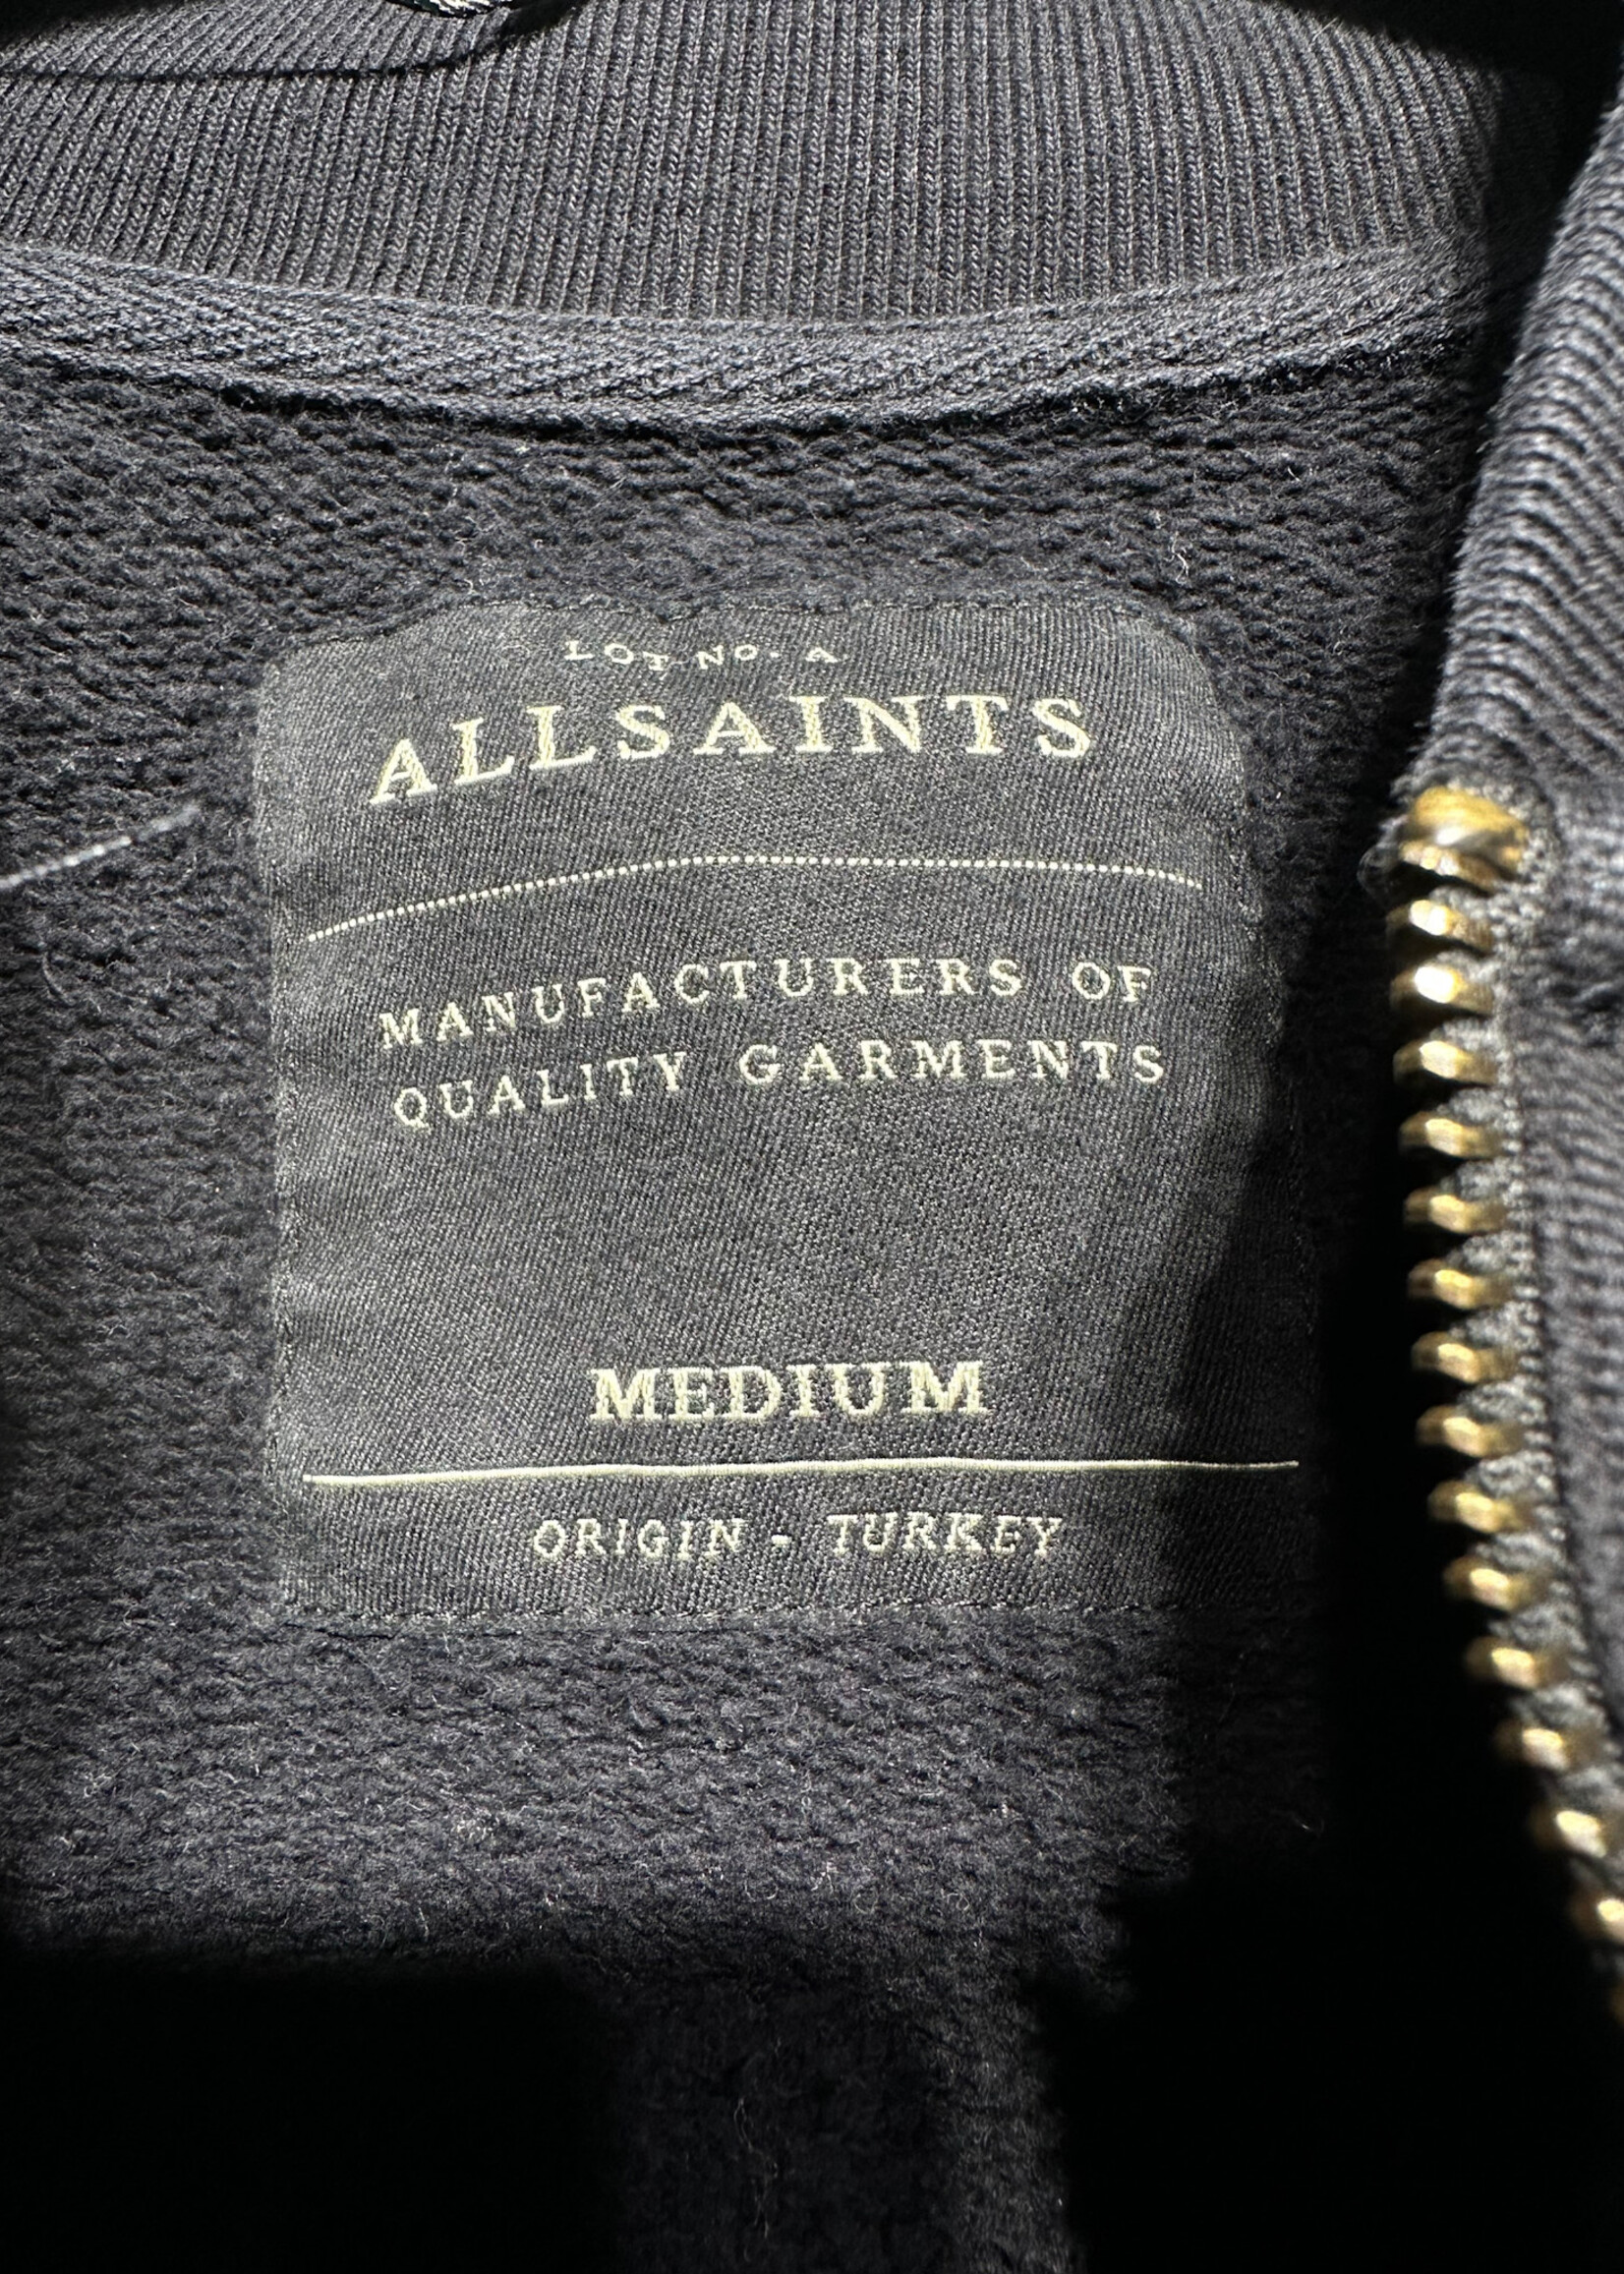 LOT NO. A
ALLSAINTS
MANUFACTURERS OF
QUALITY GARMENTS
MEDIUM
ORIGIN - TURKEY